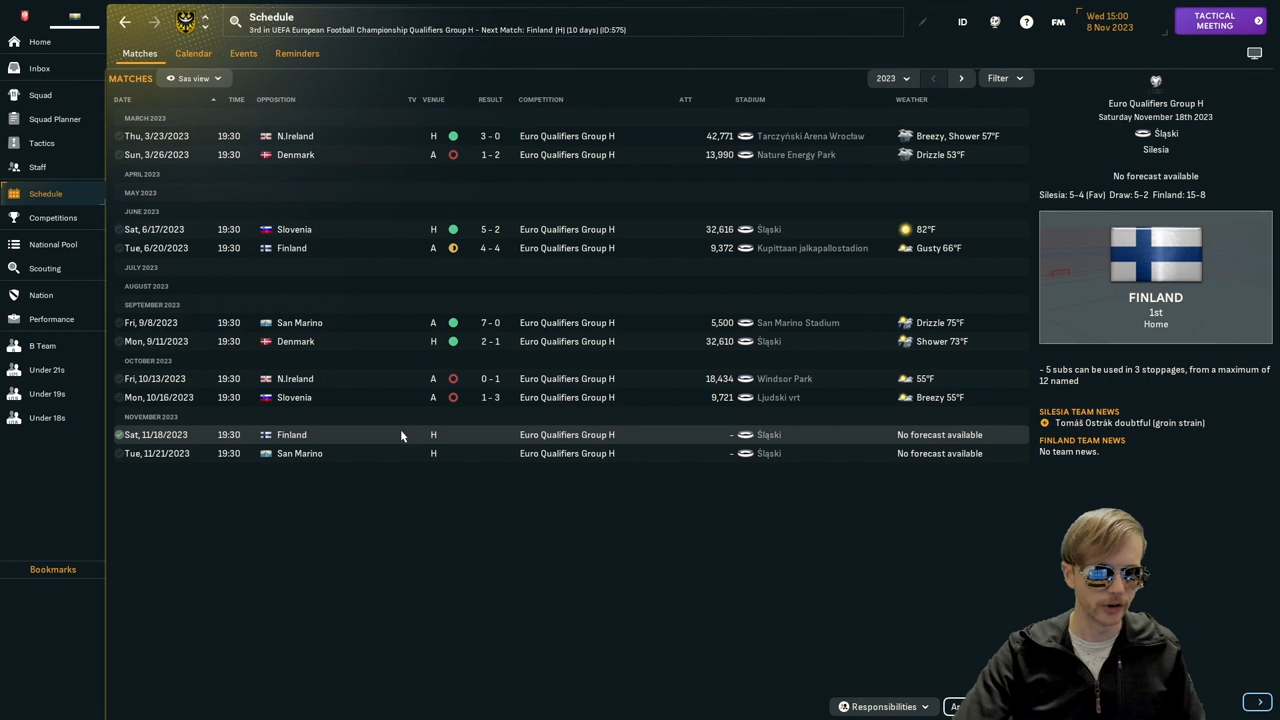 Schedule
3rd in UEFA European Football Championship Qualifiers Group H - Next Match: Finland (H) (10 days) (ID:575)
ID
FM
Wed 15:00
8 Nov 2023
TACTICAL
MEETING
Home
Inbox
Squad
Squad Planner
Tactics
Staff
Schedule
Competitions
National Pool
Scouting
Nation
Performance
B Team
Under 21s
Under 19s
Under 18s
Bookmarks
Matches Calendar Events Reminders
MATCHES Sas view 2023 Filter
DATE TIME OPPOSITION TV VENUE RESULT COMPETITION ATT STADIUM WEATHER
MARCH 2023
Thu, 3/23/2023 19:30 N.Ireland H 3 - 0 Euro Qualifiers Group H 42,771 Tarczyński Arena Wrocław Breezy, Shower 57°F
Sun, 3/26/2023 19:30 Denmark A 1 - 2 Euro Qualifiers Group H 13,990 Nature Energy Park Drizzle 53°F
APRIL 2023
MAY 2023
JUNE 2023
Sat, 6/17/2023 19:30 Slovenia H 5 - 2 Euro Qualifiers Group H 32,616 Śląski 82°F
Tue, 6/20/2023 19:30 Finland A 4 - 4 Euro Qualifiers Group H 9,372 Kupittaan jalkapallostadion Gusty 66°F
JULY 2023
AUGUST 2023
SEPTEMBER 2023
Fri, 9/8/2023 19:30 San Marino A 7 - 0 Euro Qualifiers Group H 5,500 San Marino Stadium Drizzle 75°F
Mon, 9/11/2023 19:30 Denmark H 2 - 1 Euro Qualifiers Group H 32,610 Śląski Shower 73°F
OCTOBER 2023
Fri, 10/13/2023 19:30 N.Ireland A 0 - 1 Euro Qualifiers Group H 18,434 Windsor Park 55°F
Mon, 10/16/2023 19:30 Slovenia A 1 - 3 Euro Qualifiers Group H 9,721 Ljudski vrt Breezy 55°F
NOVEMBER 2023
Sat, 11/18/2023 19:30 Finland H Euro Qualifiers Group H - Śląski No forecast available
Tue, 11/21/2023 19:30 San Marino H Euro Qualifiers Group H - Śląski No forecast available
Euro Qualifiers Group H
Saturday November 18th 2023
Śląski
Silesia
No forecast available
Silesia: 5-4 (Fav) Draw: 5-2 Finland: 15-8
FINLAND
1st
Home
- 5 subs can be used in 3 stoppages, from a maximum of
12 named
SILESIA TEAM NEWS
Tomáš Ostrák doubtful (groin strain)
FINLAND TEAM NEWS
No team news.
Responsibilities